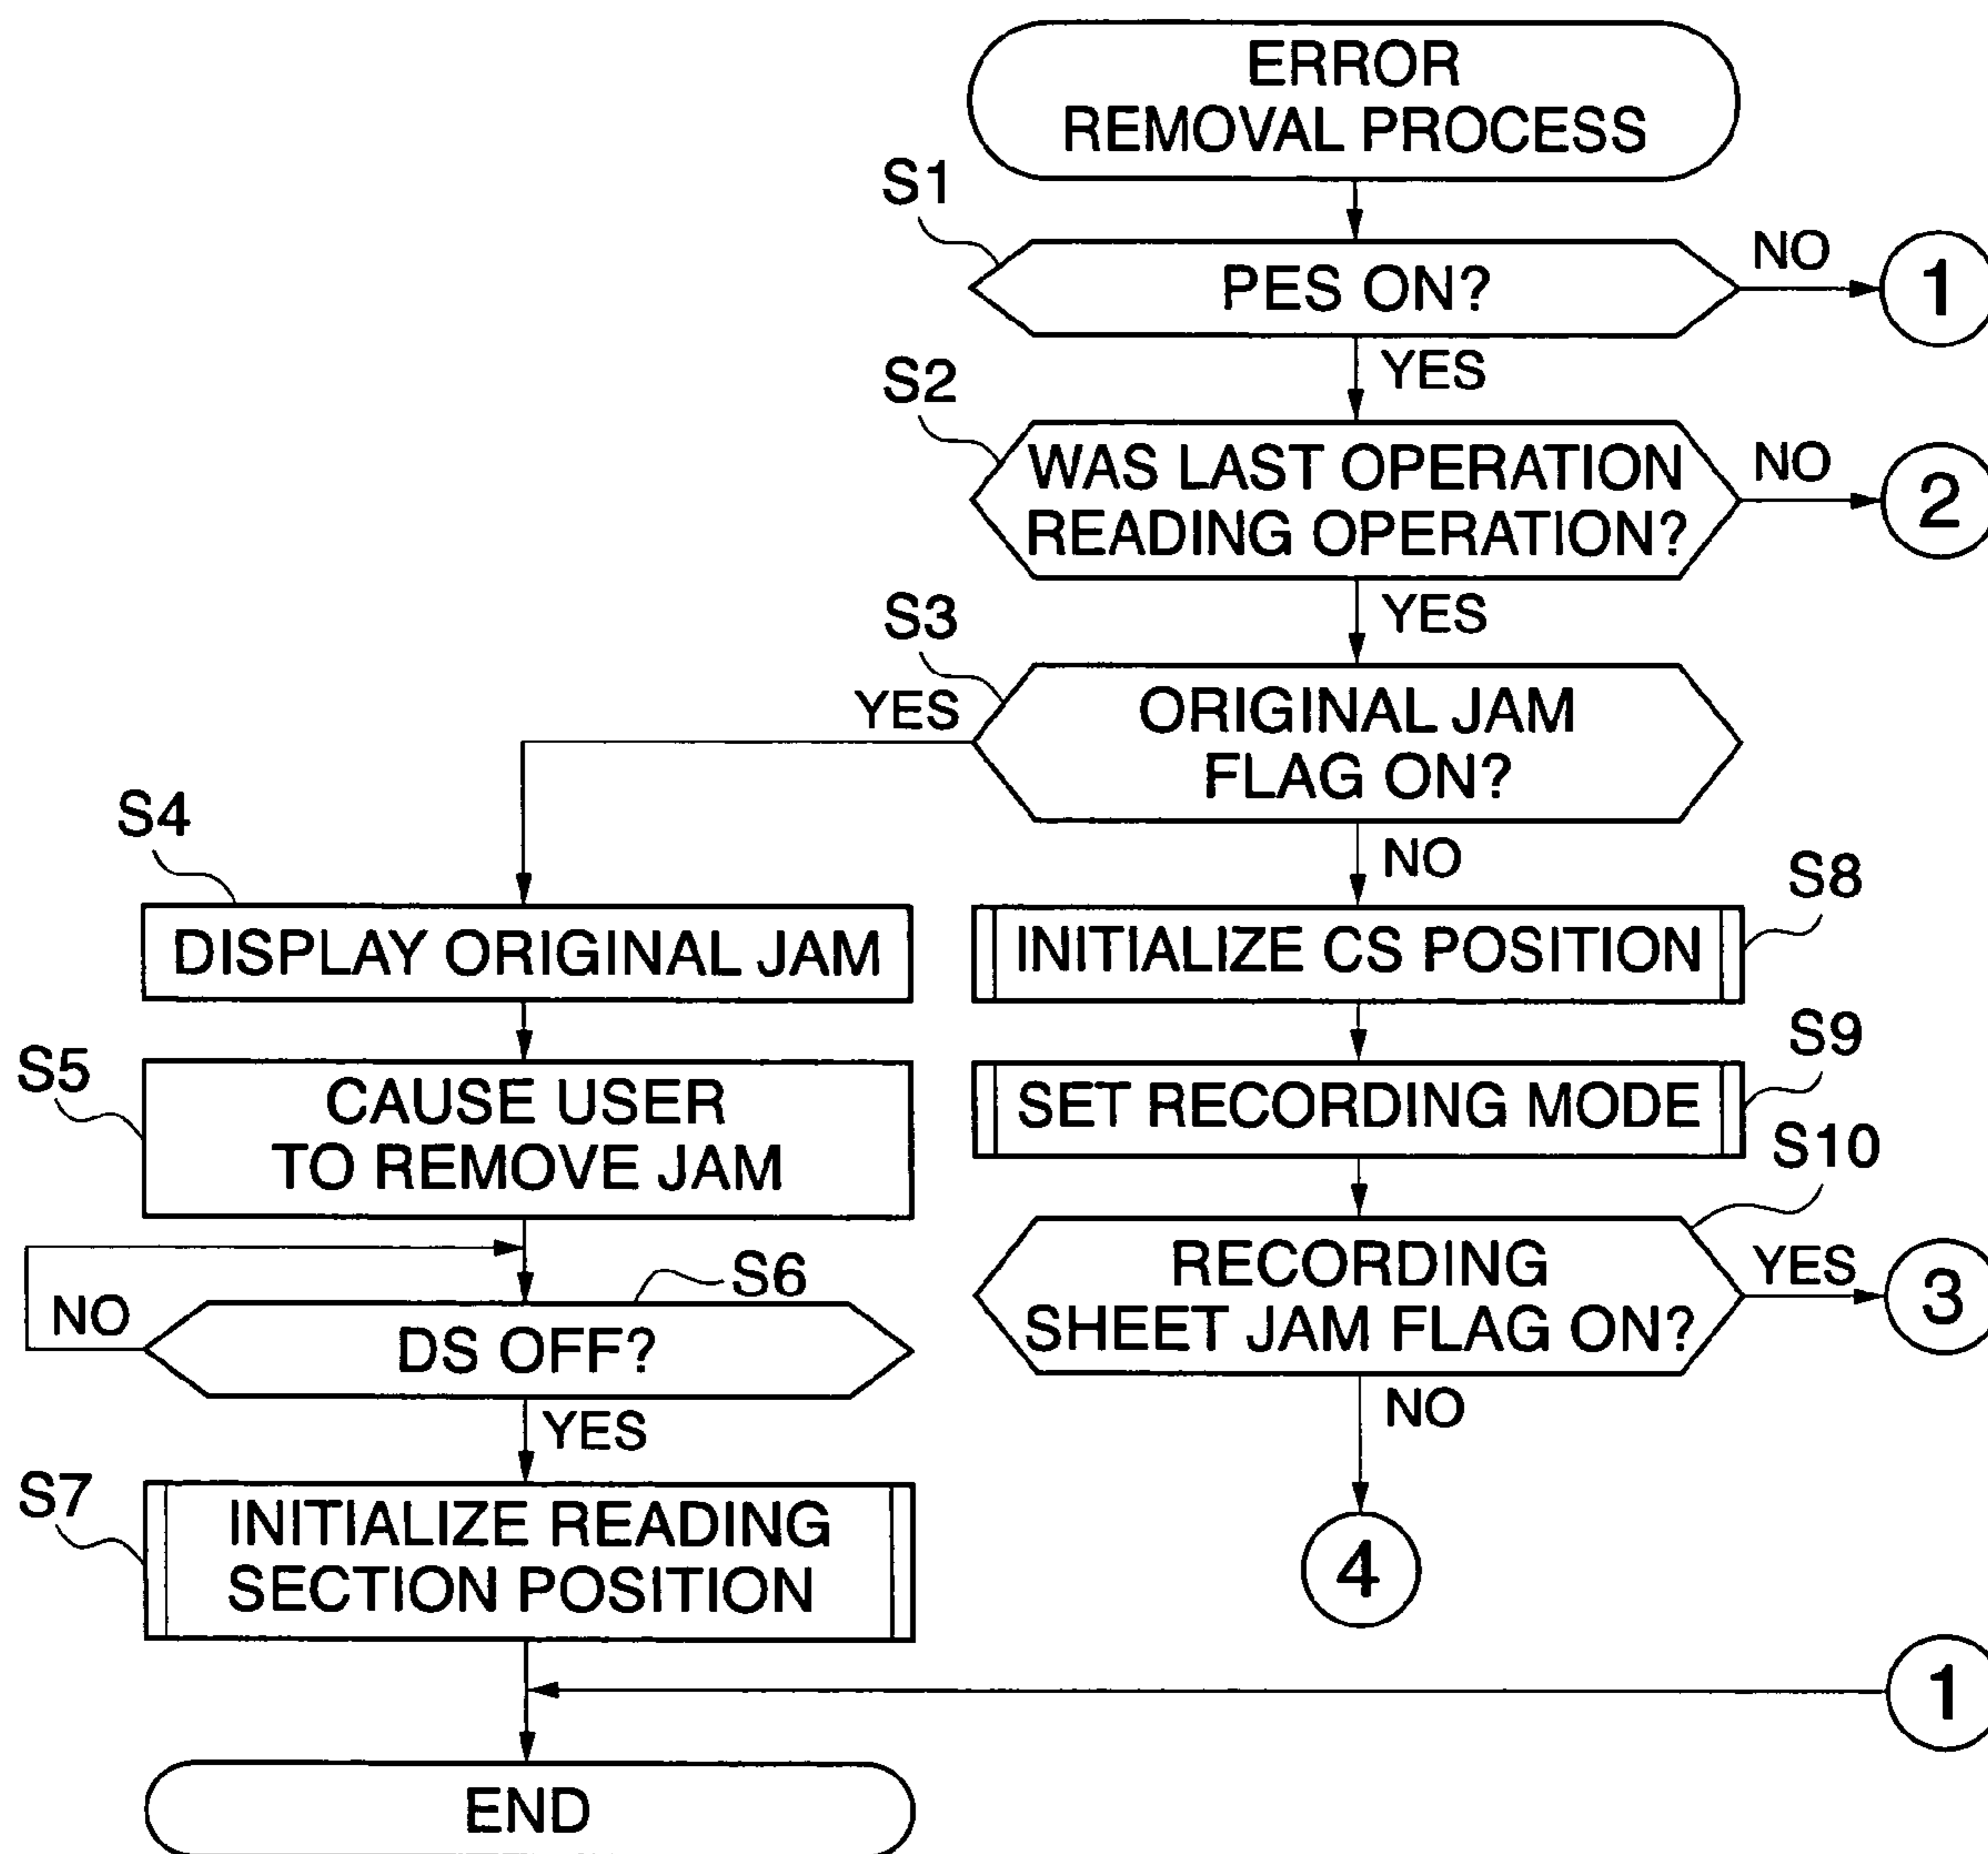 ERROR
REMOVAL PROCESS
S1
PES ON?
NO
1
YES
S2
WAS LAST OPERATION
READING OPERATION?
NO
2
YES
S3
ORIGINAL JAM
FLAG ON?
YES
NO
S4
DISPLAY ORIGINAL JAM
S8
INITIALIZE CS POSITION
S5
CAUSE USER
TO REMOVE JAM
S9
SET RECORDING MODE
S10
RECORDING
SHEET JAM FLAG ON?
YES
3
NO
4
S6
DS OFF?
NO
YES
S7
INITIALIZE READING
SECTION POSITION
1
END